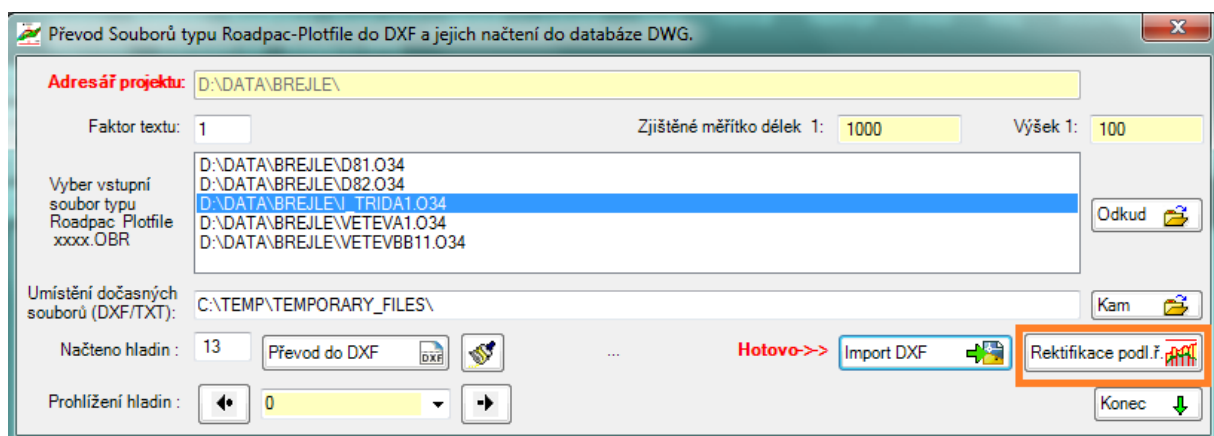 Převod Souborů typu Roadpac-Plotfile do DXF a jejich načtení do databáze DWG.
Adresář projektu: D:\DATA\BREJLE\
Faktor textu: 1 Zjištěné měřítko délek 1: 1000 Výšek 1: 100
Vyber vstupní
soubor typu
Roadpac Plotfile
xxxx.OBR
D:\DATA\BREJLE\D81.O34
D:\DATA\BREJLE\D82.O34
D:\DATA\BREJLE\I_TRIDA1.O34
D:\DATA\BREJLE\VETEVA1.O34
D:\DATA\BREJLE\VETEVBB11.O34
Odkud
Umístění dočasných
souborů (DXF/TXT):
C:\TEMP\TEMPORARY_FILES\
Kam
Načteno hladin : 13 Převod do DXF DXF ... Hotovo->> Import DXF Rektifikace podl.ř.
Prohlížení hladin : 0 Konec